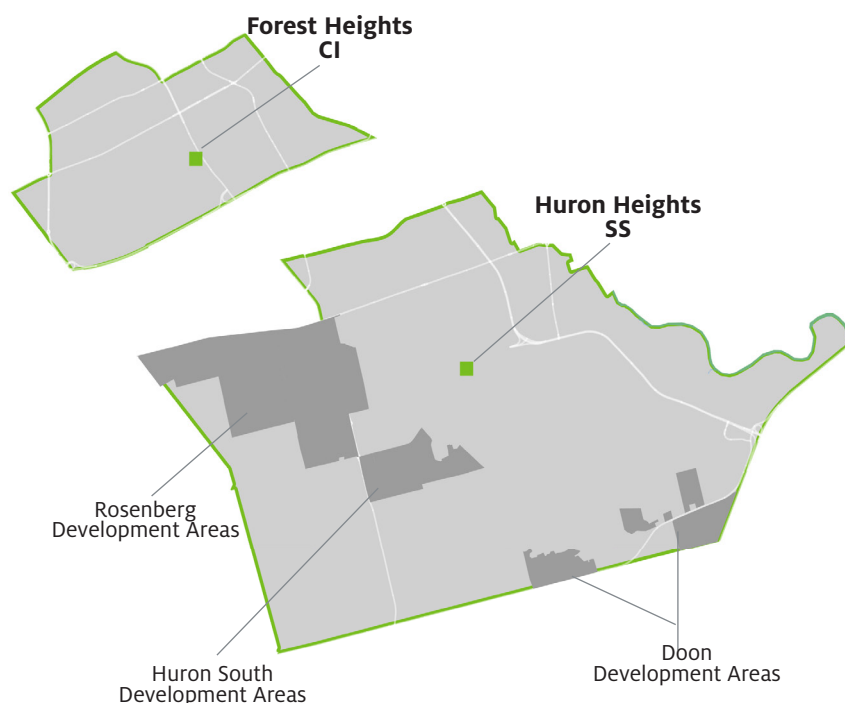 Forest Heights
CI
Huron Heights
SS
Rosenberg
Development Areas
Huron South
Development Areas
Doon
Development Areas